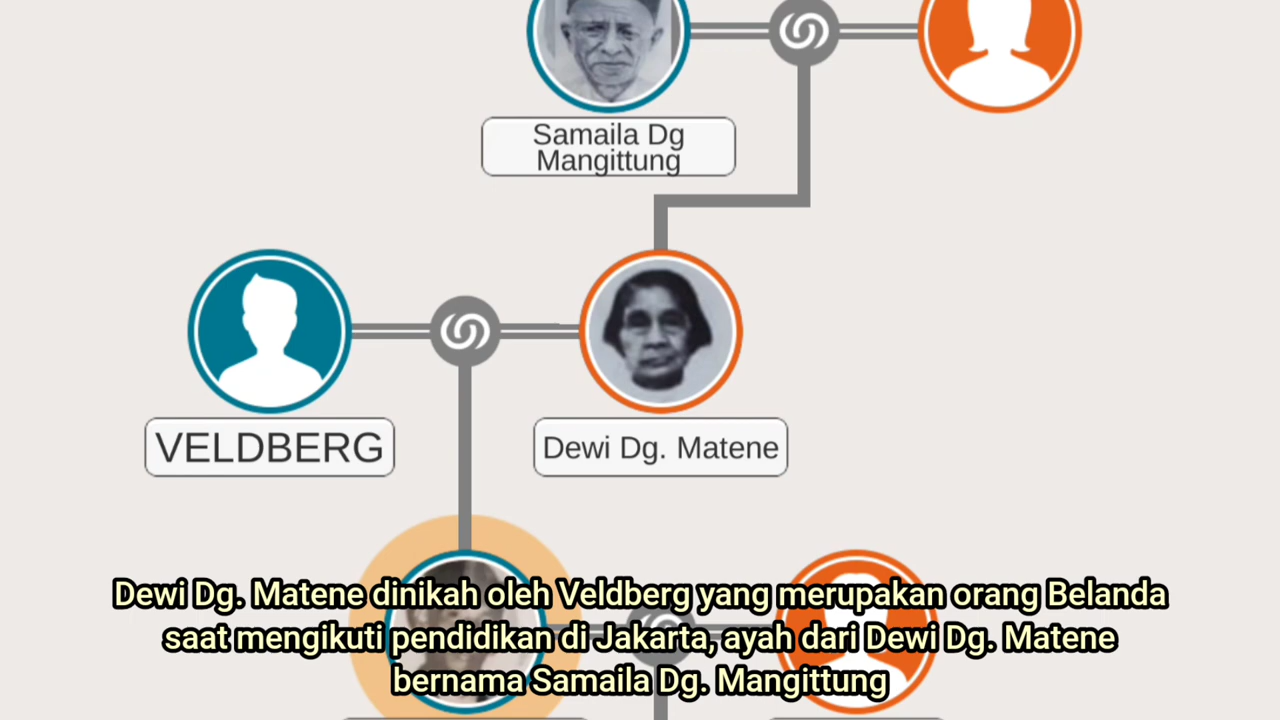 Samaila Dg
Mangittung
VELDBERG
Dewi Dg. Matene
Dewi Dg. Matene dinikah oleh Veldberg yang merupakan orang Belanda
saat mengikuti pendidikan di Jakarta, ayah dari Dewi Dg. Matene
bernama Samaila Dg. Mangittung